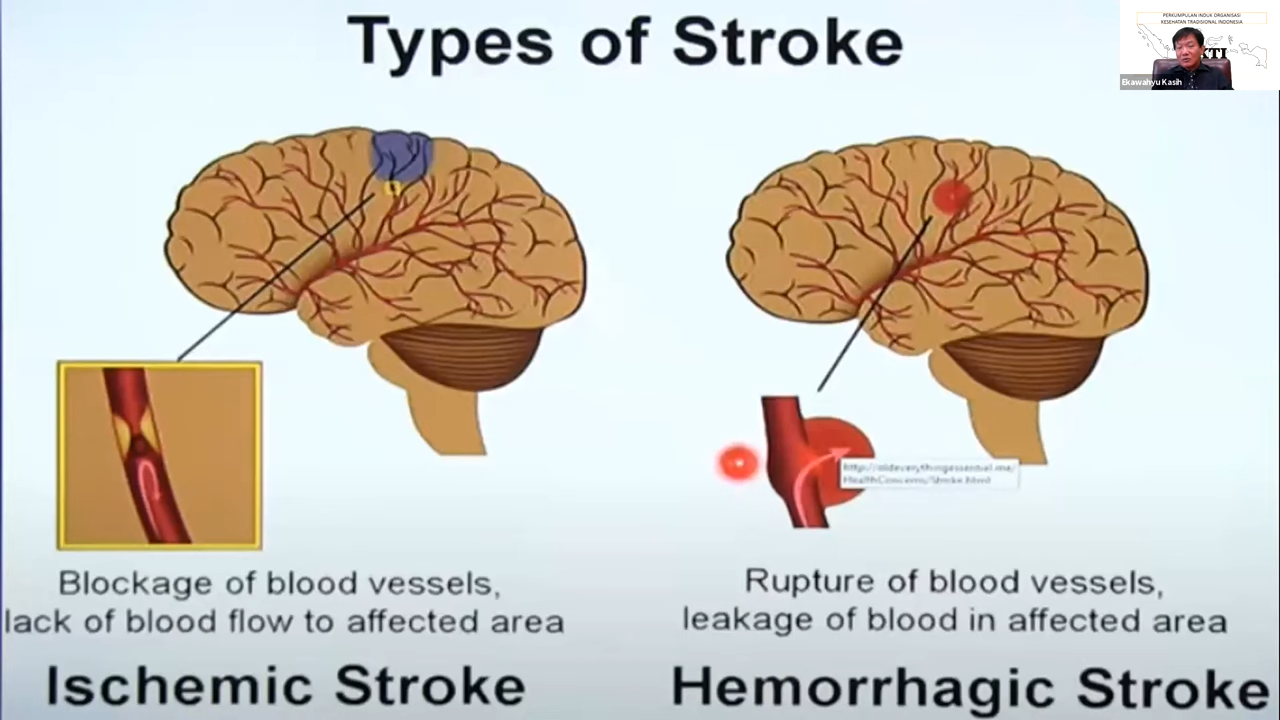 Types of Stroke
PERKUMPULAN INDUK ORGANISASI
KESEHATAN TRADISIONAL INDONESIA
KTI
Ekawahyu Kasih
Blockage of blood vessels,
lack of blood flow to affected area
Ischemic Stroke
Rupture of blood vessels,
leakage of blood in affected area
Hemorrhagic Stroke